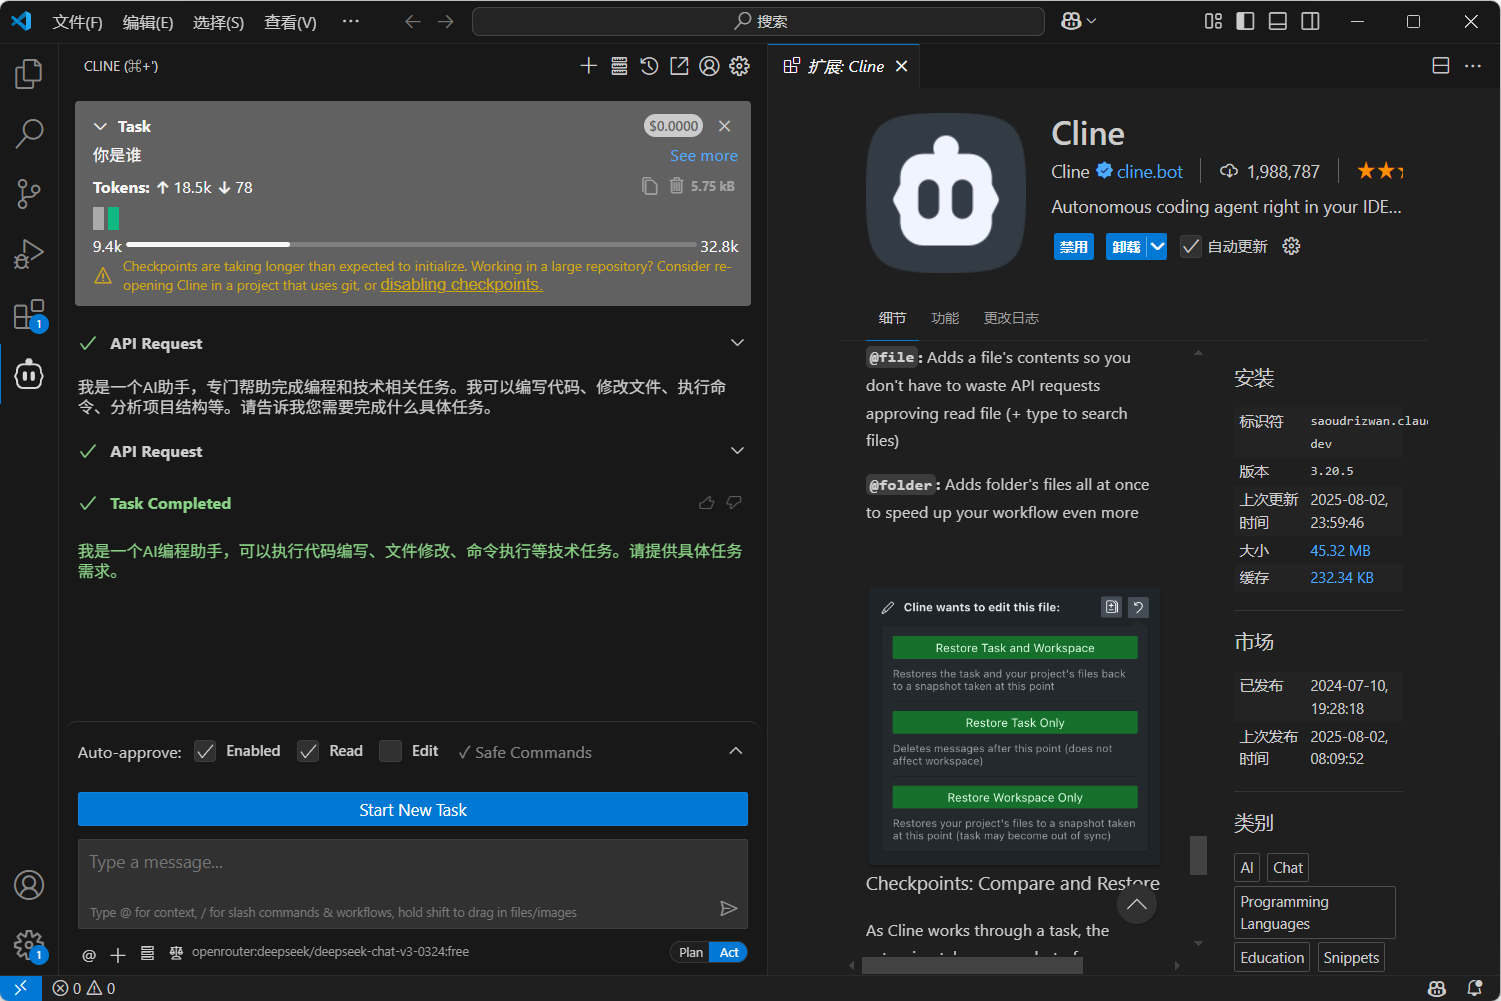 文件(F) 编辑(E) 选择(S) 查看(V) ··· 搜索
CLINE (⌘+')
Task $0.0000
你是谁 See more
Tokens: ↑ 18.5k ↓ 78 5.75 kB
9.4k 32.8k
Checkpoints are taking longer than expected to initialize. Working in a large repository? Consider re-
opening Cline in a project that uses git, or disabling checkpoints.
API Request
我是一个AI助手，专门帮助完成编程和技术相关任务。我可以编写代码、修改文件、执行命
令、分析项目结构等。请告诉我您需要完成什么具体任务。
API Request
Task Completed
我是一个AI编程助手，可以执行代码编写、文件修改、命令执行等技术任务。请提供具体任务
需求。
Auto-approve: Enabled Read Edit ✓ Safe Commands
Start New Task
Type a message...
Type @ for context, / for slash commands & workflows, hold shift to drag in files/images
@ openrouter:deepseek/deepseek-chat-v3-0324:free Plan Act
1
1
0 0
扩展: Cline
Cline
Cline cline.bot 1,988,787
Autonomous coding agent right in your IDE...
禁用 卸载 自动更新
细节 功能 更改日志
@file: Adds a file's contents so you
don't have to waste API requests
approving read file (+ type to search
files)
@folder: Adds folder's files all at once
to speed up your workflow even more
Cline wants to edit this file:
Restore Task and Workspace
Restores the task and your project's files back
to a snapshot taken at this point
Restore Task Only
Deletes messages after this point (does not
affect workspace)
Restore Workspace Only
Restores your project's files to a snapshot taken
at this point (task may become out of sync)
Checkpoints: Compare and Restore
As Cline works through a task, the
安装
标识符 saoudrizwan.clau
dev
版本 3.20.5
上次更新 2025-08-02,
时间 23:59:46
大小 45.32 MB
缓存 232.34 KB
市场
已发布 2024-07-10,
19:28:18
上次发布 2025-08-02,
时间 08:09:52
类别
AI Chat
Programming
Languages
Education Snippets